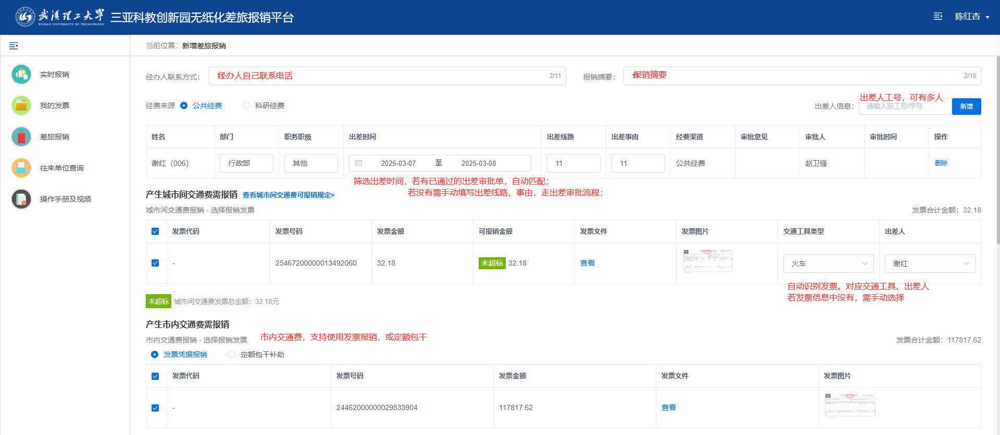 武汉理工大学
WUHAN UNIVERSITY OF TECHNOLOGY
三亚科教创新园无纸化差旅报销平台
陈红杏
当前位置： 新增差旅报销
实时报销
我的发票
差旅报销
往来单位查询
操作手册及视频
经办人联系方式： 经办人自己联系电话 2/11 报销摘要： 报销摘要 2/15
经费来源 公共经费 科研经费
出差人工号，可有多人
出差人信息： 请输入职工号/学号 新增
姓名 部门 职务职级 出差时间 出差线路 出差事由 经费渠道 审批意见 审批人 审批时间 操作
谢红（006） 行政部 其他 2025-03-07 至 2025-03-08 11 11 公共经费 赵卫锋 删除
筛选出差时间，若有已通过的出差审批单，自动匹配；
若没有需手动填写出差线路、事由，走出差审批流程；
产生城市间交通费需报销 查看城市间交通费可报销规定>
城市间交通费报销 - 选择报销发票 发票合计金额：32.18
发票代码 发票号码 发票金额 可报销金额 发票文件 发票图片 交通工具类型 出差人
- 25467200000013492060 32.18 未超标 32.18 查看 火车 谢红
自动识别发票。对应交通工具、出差人
若发票信息中没有，需手动选择
未超标 城市间交通费发票总金额：32.18元
产生市内交通费需报销
市内交通费报销 - 选择报销发票 市内交通费，支持使用发票报销，或定额包干 发票合计金额：117817.62
发票凭据报销 定额包干补助
发票代码 发票号码 发票金额 发票文件 发票图片
- 24462000000029533904 117817.62 查看